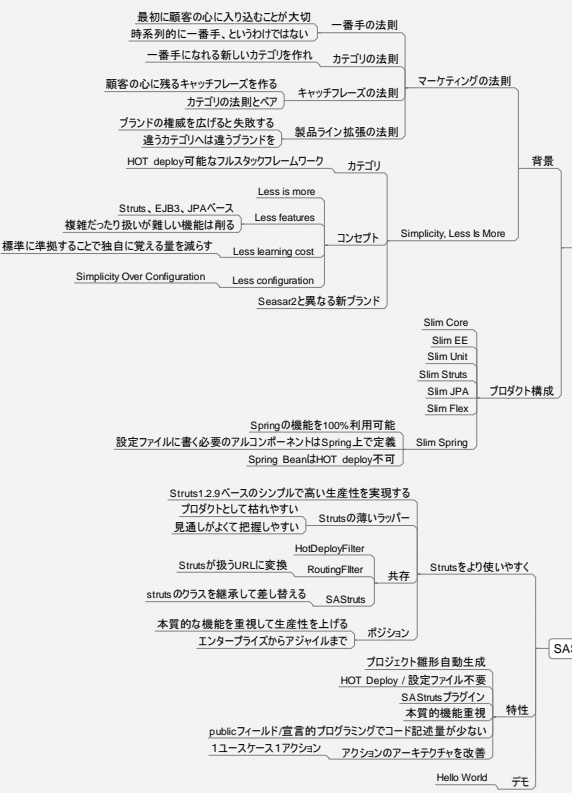 最初に顧客の心に入り込むことが大切
時系列的に一番手、というわけではない
一番手の法則
一番手になれる新しいカテゴリを作れ
カテゴリの法則
顧客の心に残るキャッチフレーズを作る
カテゴリの法則とペア
キャッチフレーズの法則
マーケティングの法則
ブランドの権威を広げると失敗する
違うカテゴリへは違うブランドを
製品ライン拡張の法則
背景
HOT deploy可能なフルスタックフレームワーク
カテゴリ
Less is more
Struts、EJB3、JPAベース
複雑だったり扱いが難しい機能は削る
Less features
コンセプト
Simplicity, Less Is More
標準に準拠することで独自に覚える量を減らす
Less learning cost
Simplicity Over Configuration
Less configuration
Seasar2と異なる新ブランド
Slim Core
Slim EE
Slim Unit
Slim Struts
Slim JPA
Slim Flex
プロダクト構成
Springの機能を100%利用可能
設定ファイルに書く必要のアルコンポーネントはSpring上で定義
Spring BeanはHOT deploy不可
Slim Spring
Struts1.2.9ベースのシンプルで高い生産性を実現する
プロダクトとして枯れやすい
見通しがよくて把握しやすい
Strutsの薄いラッパー
HotDeployFilter
Strutsが扱うURLに変換
RoutingFIlter
共存
Strutsをより使いやすく
strutsのクラスを継承して差し替える
SAStruts
本質的な機能を重視して生産性を上げる
エンタープライズからアジャイルまで
ポジション
SAS
プロジェクト雛形自動生成
HOT Deploy / 設定ファイル不要
SAStrutsプラグイン
本質的機能重視
特性
publicフィールド/宣言的プログラミングでコード記述量が少ない
1ユースケース1アクション
アクションのアーキテクチャを改善
Hello World
デモ